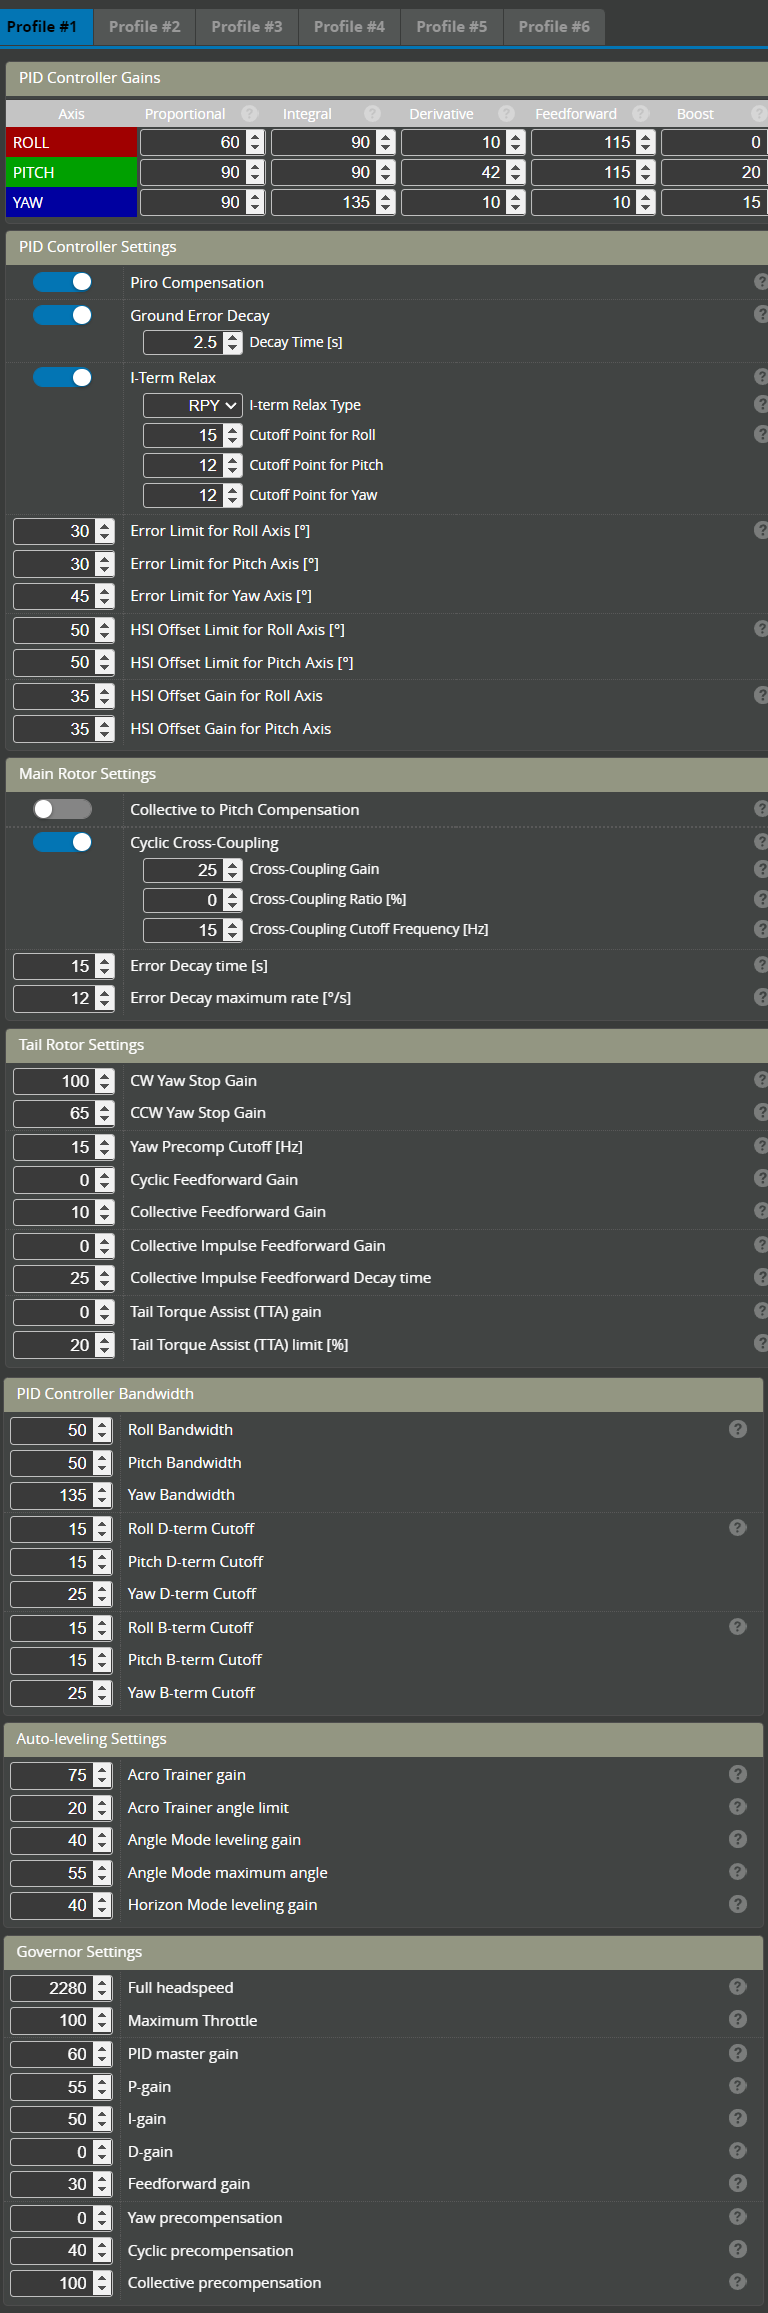 Profile #1 Profile #2 Profile #3 Profile #4 Profile #5 Profile #6
PID Controller Gains
Axis Proportional ? Integral ? Derivative ? Feedforward ? Boost ?
ROLL 60 90 10 115 0
PITCH 90 90 42 115 20
YAW 90 135 10 10 15
PID Controller Settings
Piro Compensation ?
Ground Error Decay ?
2.5 Decay Time [s]
I-Term Relax ?
RPY I-term Relax Type ?
15 Cutoff Point for Roll ?
12 Cutoff Point for Pitch
12 Cutoff Point for Yaw
30 Error Limit for Roll Axis [°] ?
30 Error Limit for Pitch Axis [°]
45 Error Limit for Yaw Axis [°]
50 HSI Offset Limit for Roll Axis [°] ?
50 HSI Offset Limit for Pitch Axis [°]
35 HSI Offset Gain for Roll Axis ?
35 HSI Offset Gain for Pitch Axis
Main Rotor Settings
Collective to Pitch Compensation ?
Cyclic Cross-Coupling ?
25 Cross-Coupling Gain ?
0 Cross-Coupling Ratio [%] ?
15 Cross-Coupling Cutoff Frequency [Hz] ?
15 Error Decay time [s] ?
12 Error Decay maximum rate [°/s] ?
Tail Rotor Settings
100 CW Yaw Stop Gain ?
65 CCW Yaw Stop Gain ?
15 Yaw Precomp Cutoff [Hz] ?
0 Cyclic Feedforward Gain ?
10 Collective Feedforward Gain ?
0 Collective Impulse Feedforward Gain ?
25 Collective Impulse Feedforward Decay time ?
0 Tail Torque Assist (TTA) gain ?
20 Tail Torque Assist (TTA) limit [%] ?
PID Controller Bandwidth
50 Roll Bandwidth ?
50 Pitch Bandwidth
135 Yaw Bandwidth
15 Roll D-term Cutoff ?
15 Pitch D-term Cutoff
25 Yaw D-term Cutoff
15 Roll B-term Cutoff ?
15 Pitch B-term Cutoff
25 Yaw B-term Cutoff
Auto-leveling Settings
75 Acro Trainer gain ?
20 Acro Trainer angle limit ?
40 Angle Mode leveling gain ?
55 Angle Mode maximum angle ?
40 Horizon Mode leveling gain ?
Governor Settings
2280 Full headspeed ?
100 Maximum Throttle ?
60 PID master gain ?
55 P-gain ?
50 I-gain ?
0 D-gain ?
30 Feedforward gain ?
0 Yaw precompensation ?
40 Cyclic precompensation ?
100 Collective precompensation ?